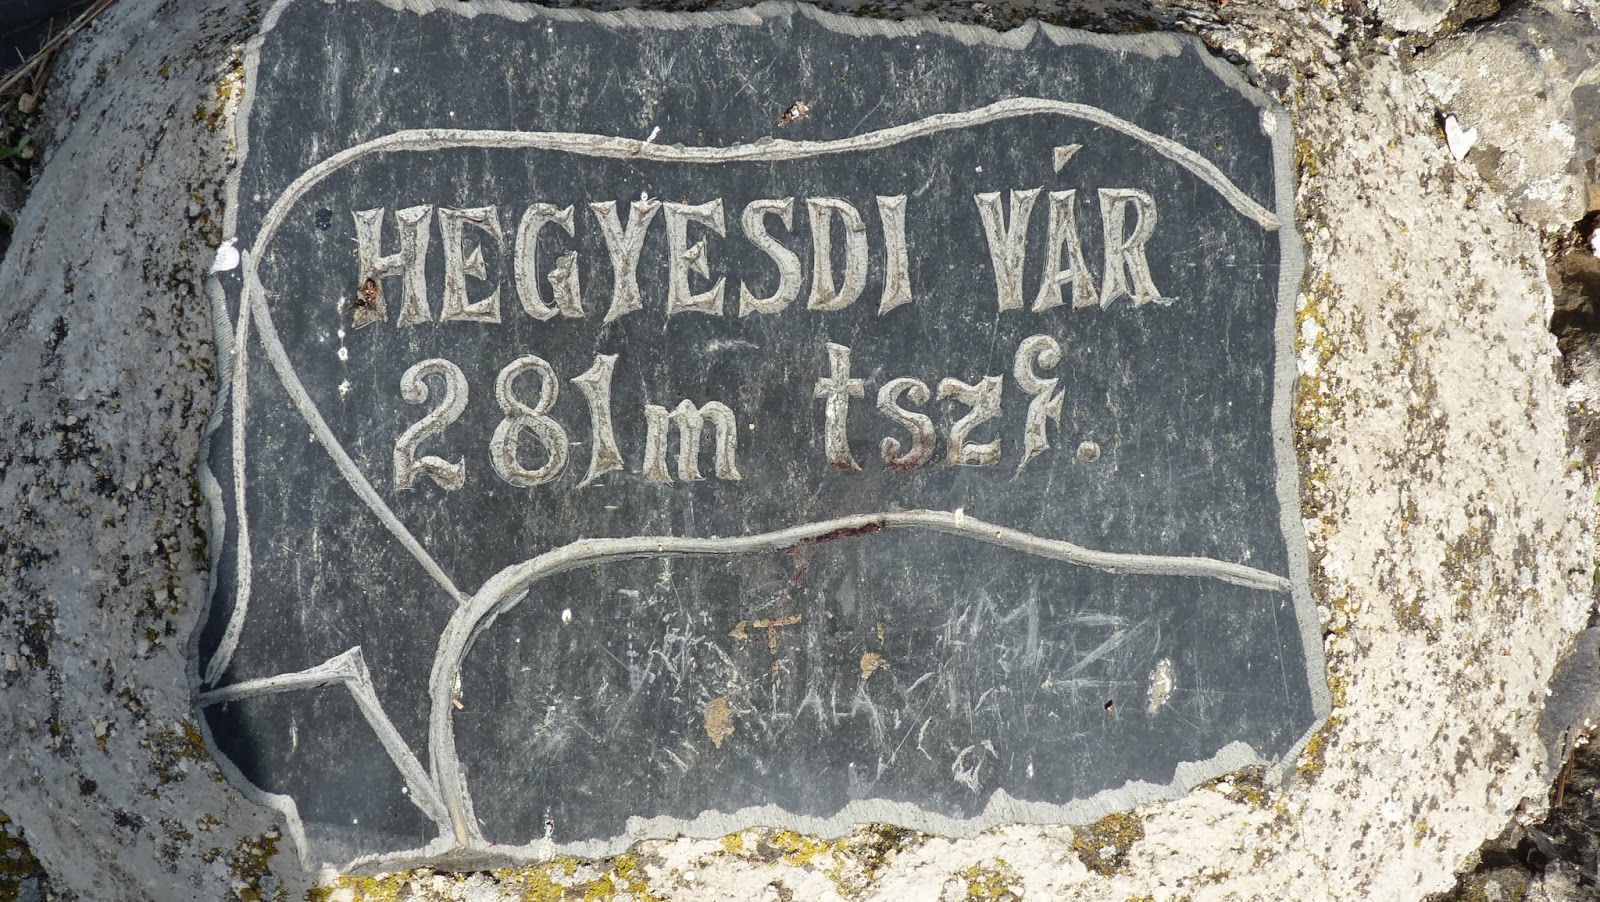 HEGYESDI VÁR
281m tszf.